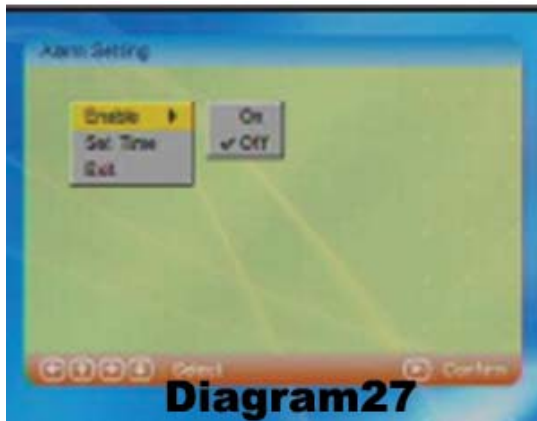 Alarm Setting
Enable On
Set Time ✔ Off
Exit
Select Confirm
Diagram27